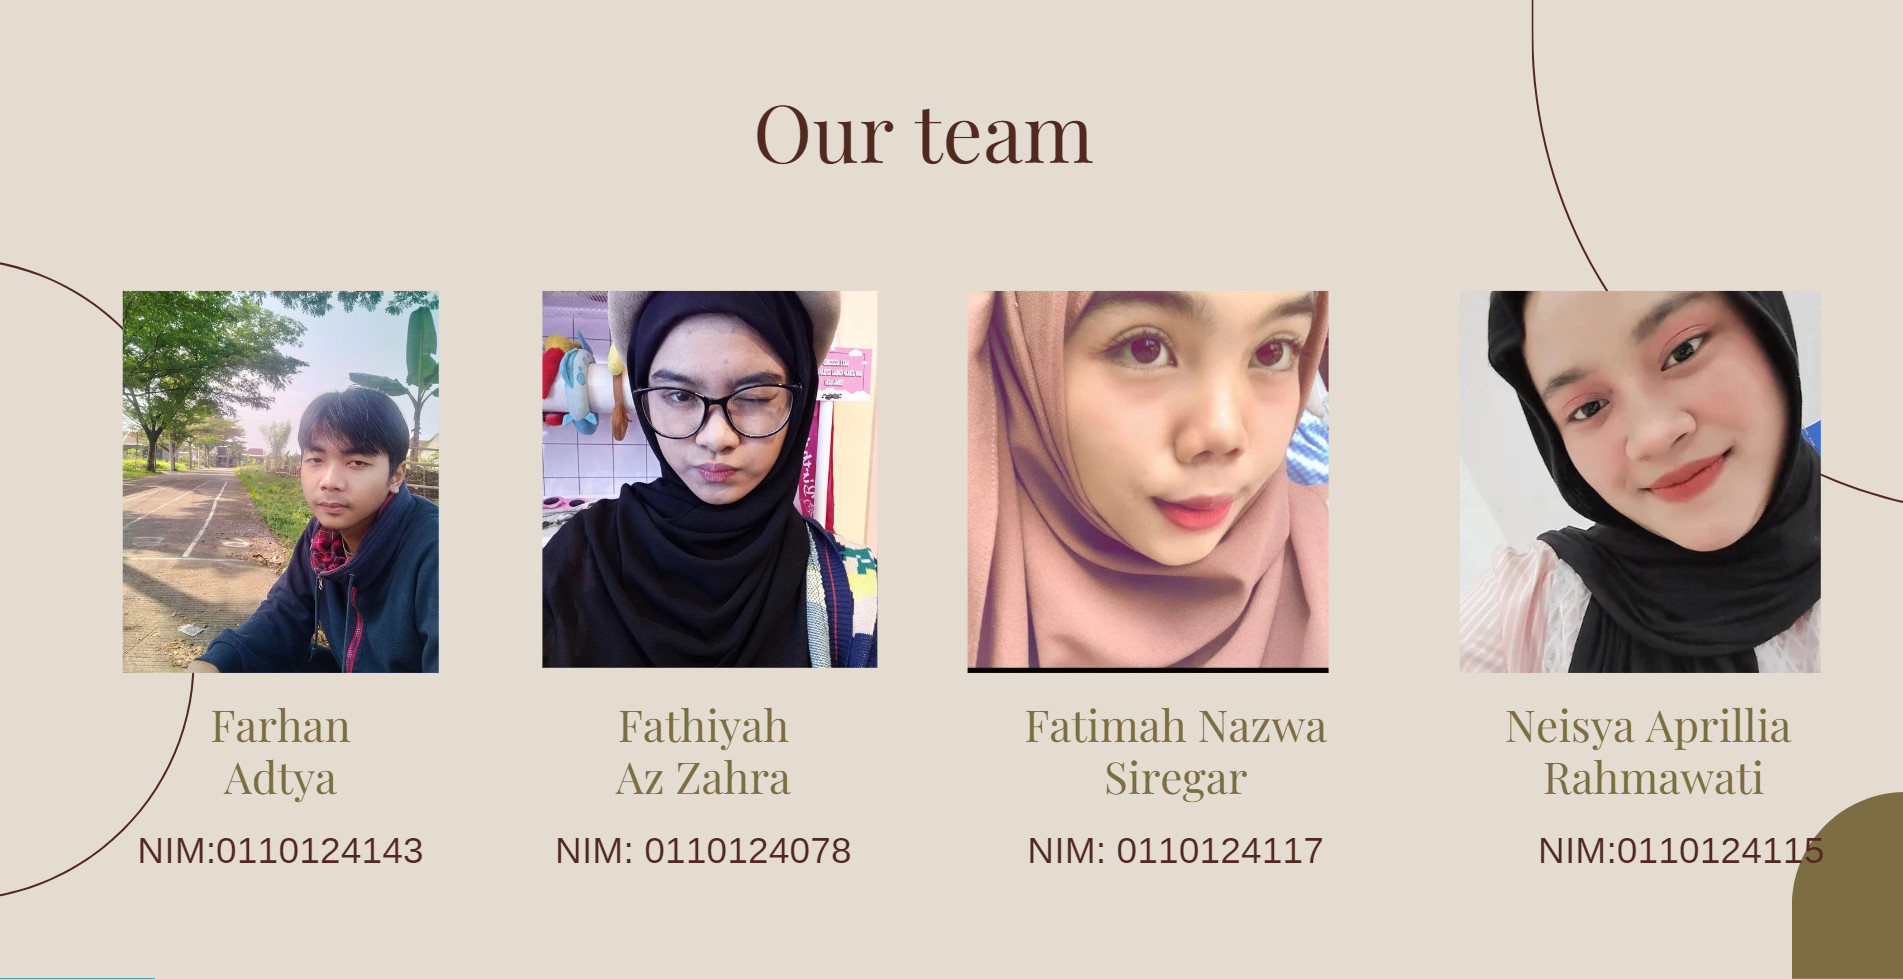 Our team
Farhan
Adtya
NIM:0110124143
Fathiyah
Az Zahra
NIM: 0110124078
Fatimah Nazwa
Siregar
NIM: 0110124117
Neisya Aprillia
Rahmawati
NIM:0110124115